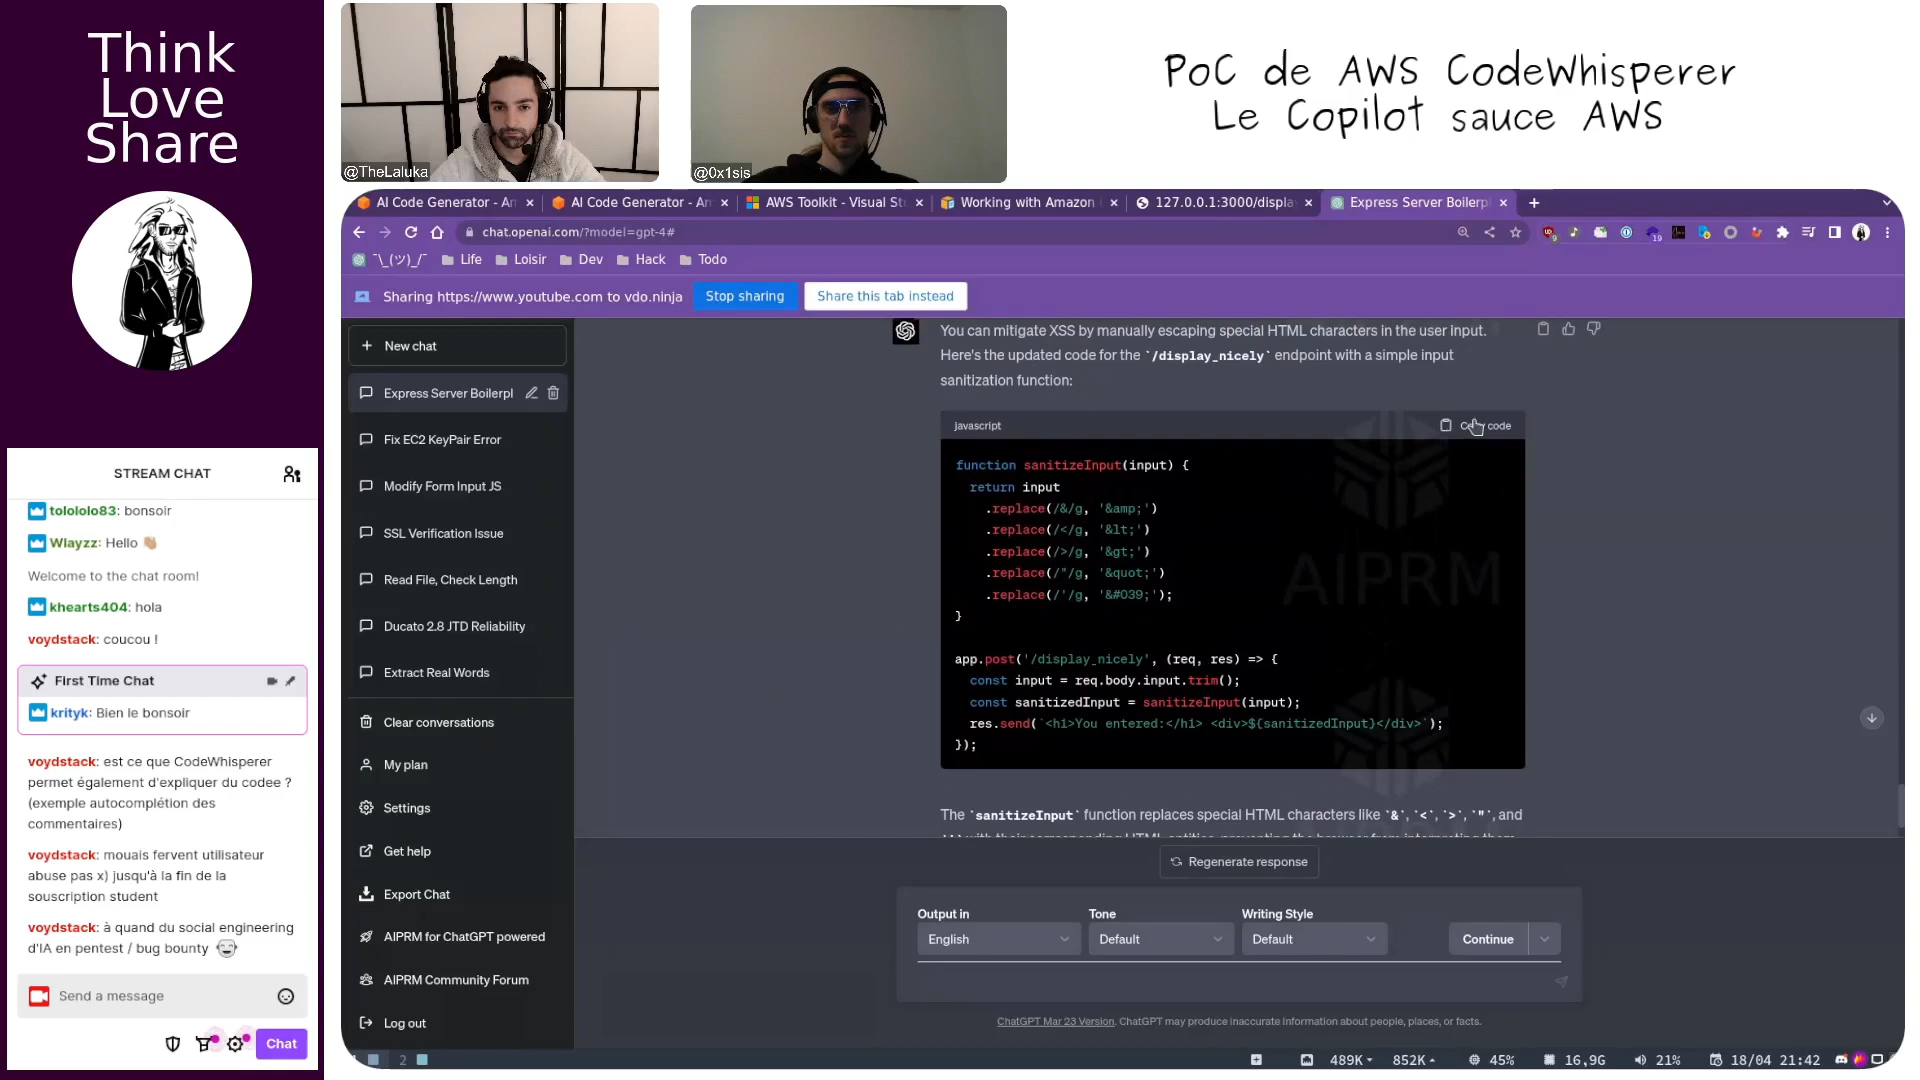 Think
Love
Share
@TheLaluka
@0x1sis
PoC de AWS CodeWhisperer
Le Copilot sauce AWS
STREAM CHAT
tolololo83: bonsoir
Wlayzz: Hello 👋🏼
Welcome to the chat room!
khearts404: hola
voydstack: coucou !
First Time Chat
krityk: Bien le bonsoir
voydstack: est ce que CodeWhisperer
permet également d'expliquer du codee ?
(exemple autocomplétion des
commentaires)
voydstack: mouais fervent utilisateur
abuse pas x) jusqu'à la fin de la
souscription student
voydstack: à quand du social engineering
d'IA en pentest / bug bounty
Send a message
Chat
AI Code Generator - Am
AI Code Generator - Am
AWS Toolkit - Visual St
Working with Amazon
127.0.0.1:3000/displa
Express Server Boilerpl
chat.openai.com/?model=gpt-4#
¯\_(ツ)_/¯
Life
Loisir
Dev
Hack
Todo
Sharing https://www.youtube.com to vdo.ninja
Stop sharing
Share this tab instead
New chat
Express Server Boilerpl
Fix EC2 KeyPair Error
Modify Form Input JS
SSL Verification Issue
Read File, Check Length
Ducato 2.8 JTD Reliability
Extract Real Words
Clear conversations
My plan
Settings
Get help
Export Chat
AIPRM for ChatGPT powered
AIPRM Community Forum
Log out
You can mitigate XSS by manually escaping special HTML characters in the user input.
Here's the updated code for the `/display_nicely` endpoint with a simple input
sanitization function:
javascript
code
function sanitizeInput(input) {
  return input
    .replace(/&/g, '&amp;')
    .replace(/</g, '&lt;')
    .replace(/>/g, '&gt;')
    .replace(/"/g, '&quot;')
    .replace(/'/g, '&#039;');
}
app.post('/display_nicely', (req, res) => {
  const input = req.body.input.trim();
  const sanitizedInput = sanitizeInput(input);
  res.send(`<h1>You entered:</h1> <div>${sanitizedInput}</div>`);
});
AIPRM
The `sanitizeInput` function replaces special HTML characters like `&`, `<`, `>`, `"`, and
Regenerate response
Output in
Tone
Writing Style
English
Default
Default
Continue
ChatGPT Mar 23 Version. ChatGPT may produce inaccurate information about people, places, or facts.
2
489K
852K
45%
16,9G
21%
18/04 21:42